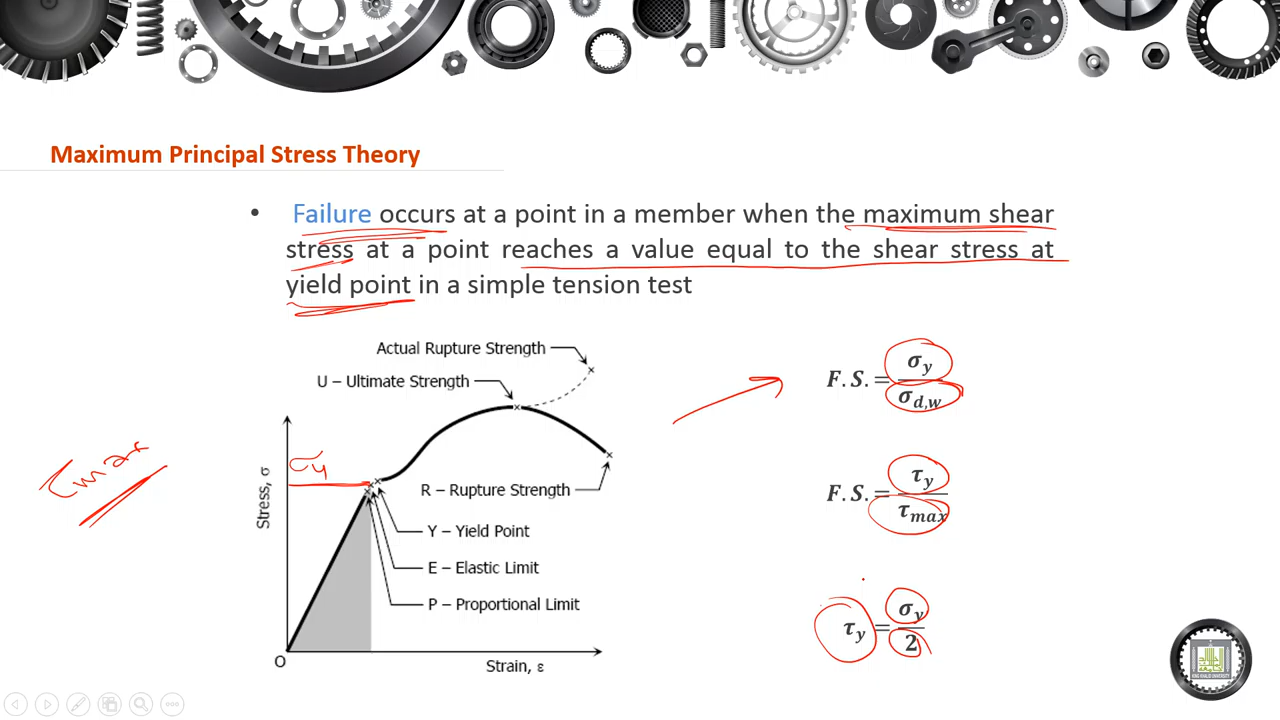 Maximum Principal Stress Theory
• Failure occurs at a point in a member when the maximum shear
stress at a point reaches a value equal to the shear stress at
yield point in a simple tension test
Actual Rupture Strength
U – Ultimate Strength
R – Rupture Strength
Y – Yield Point
E – Elastic Limit
P – Proportional Limit
Stress, σ
Strain, ε
O
σy
τmax
F. S. = σy / σd,w
F. S. = τy / τmax
τy = σy / 2